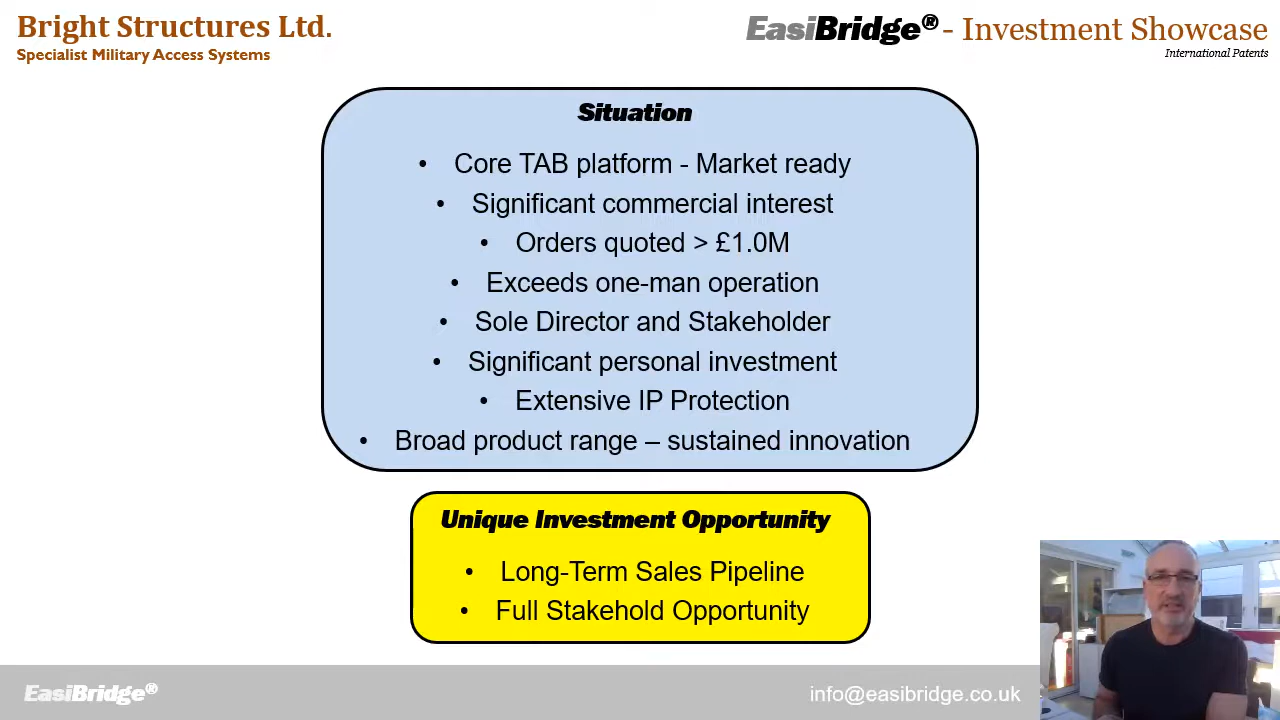 Bright Structures Ltd.
Specialist Military Access Systems
EasiBridge® - Investment Showcase
International Patents
Situation
• Core TAB platform - Market ready
• Significant commercial interest
• Orders quoted > £1.0M
• Exceeds one-man operation
• Sole Director and Stakeholder
• Significant personal investment
• Extensive IP Protection
• Broad product range – sustained innovation
Unique Investment Opportunity
• Long-Term Sales Pipeline
• Full Stakehold Opportunity
EasiBridge®
info@easibridge.co.uk